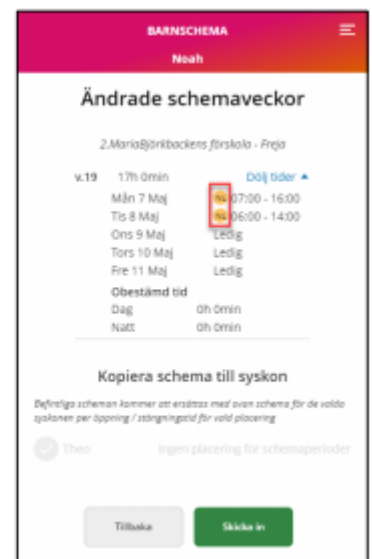 BARNSCHEMA
Noah
Ändrade schemaveckor
2.MariaBjörkbackens förskola - Freja
v.19 17h 0min Dölj tider
Mån 7 Maj Ny 07:00 - 16:00
Tis 8 Maj Ny 06:00 - 14:00
Ons 9 Maj Ledig
Tors 10 Maj Ledig
Fre 11 Maj Ledig
Obestämd tid
Dag 0h 0min
Natt 0h 0min
Kopiera schema till syskon
Befintliga scheman kommer att ersättas med ovan schema för de valda
syskonen per öppning / stängningstid för vald placering
Theo Ingen placering för schemaperioder
Tillbaka Skicka in